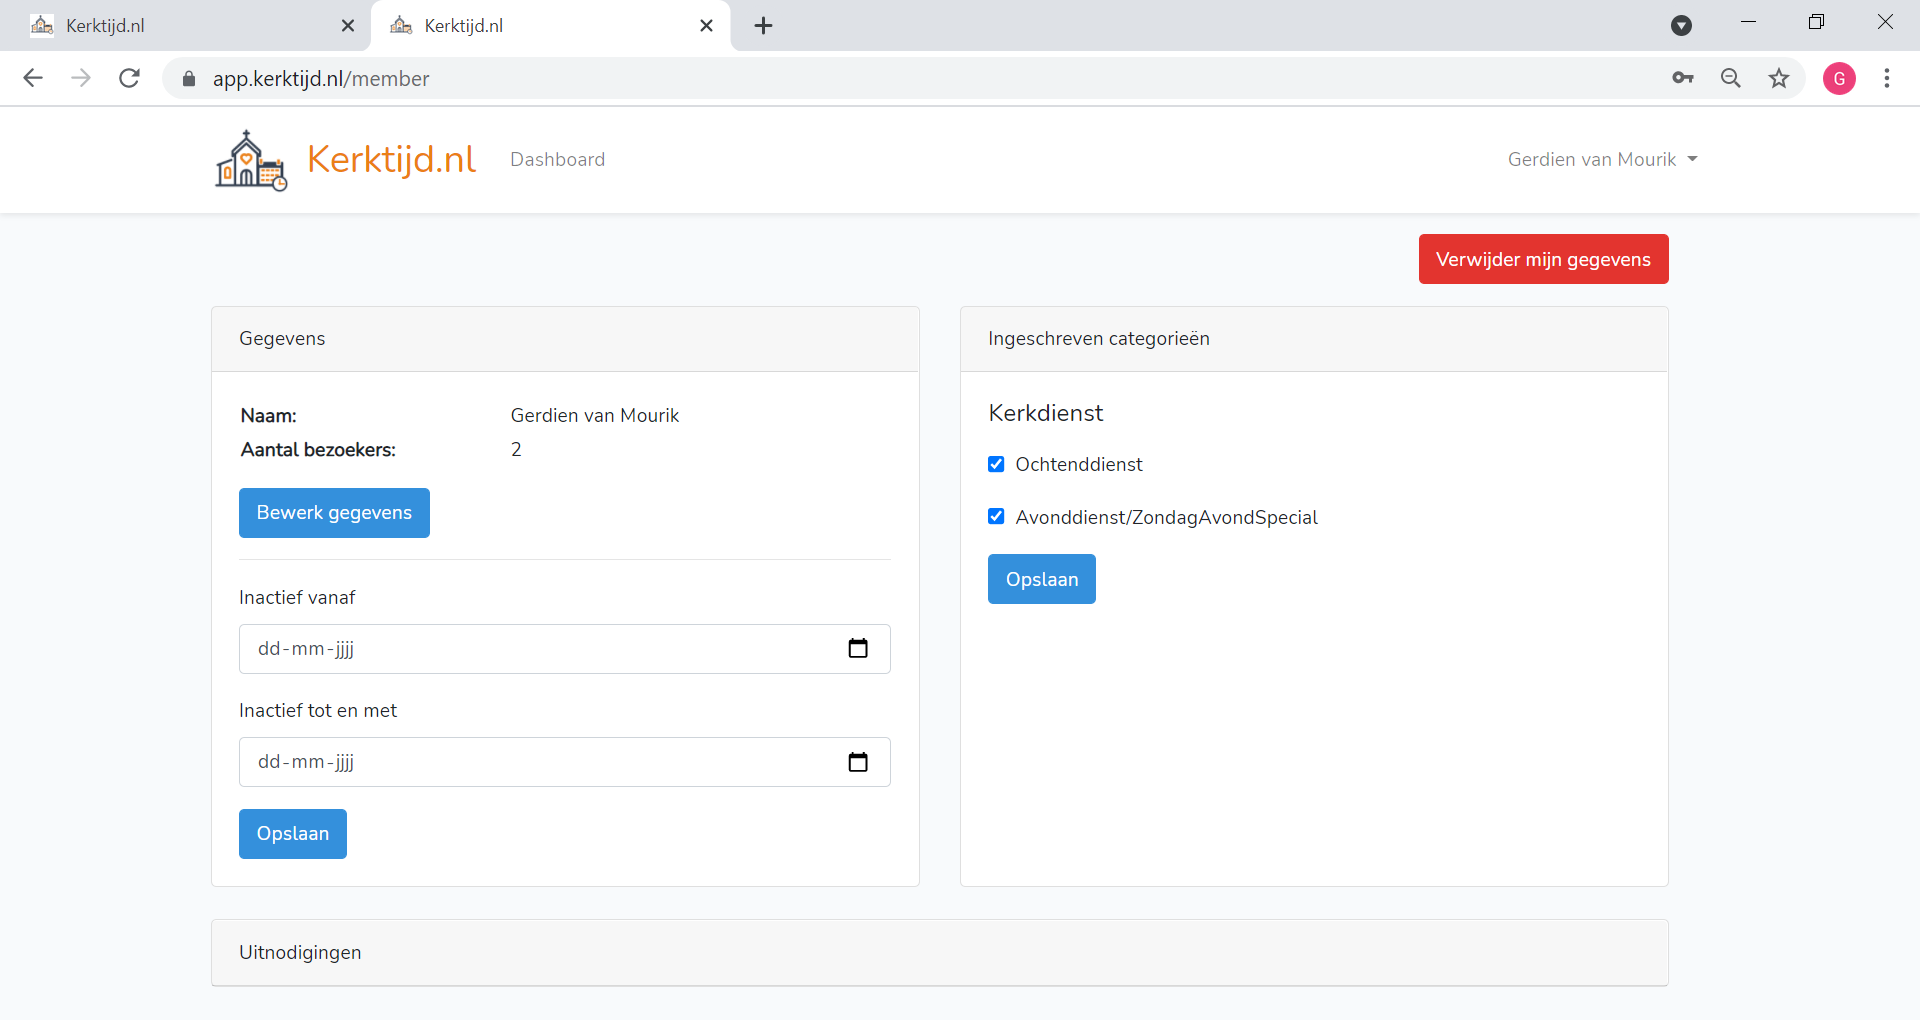 Kerktijd.nl
Kerktijd.nl
app.kerktijd.nl/member
G
Kerktijd.nl
Dashboard
Gerdien van Mourik
Verwijder mijn gegevens
Gegevens
Naam: Gerdien van Mourik
Aantal bezoekers: 2
Bewerk gegevens
Inactief vanaf
dd-mm-jjjj
Inactief tot en met
dd-mm-jjjj
Opslaan
Ingeschreven categorieën
Kerkdienst
Ochtenddienst
Avonddienst/ZondagAvondSpecial
Opslaan
Uitnodigingen